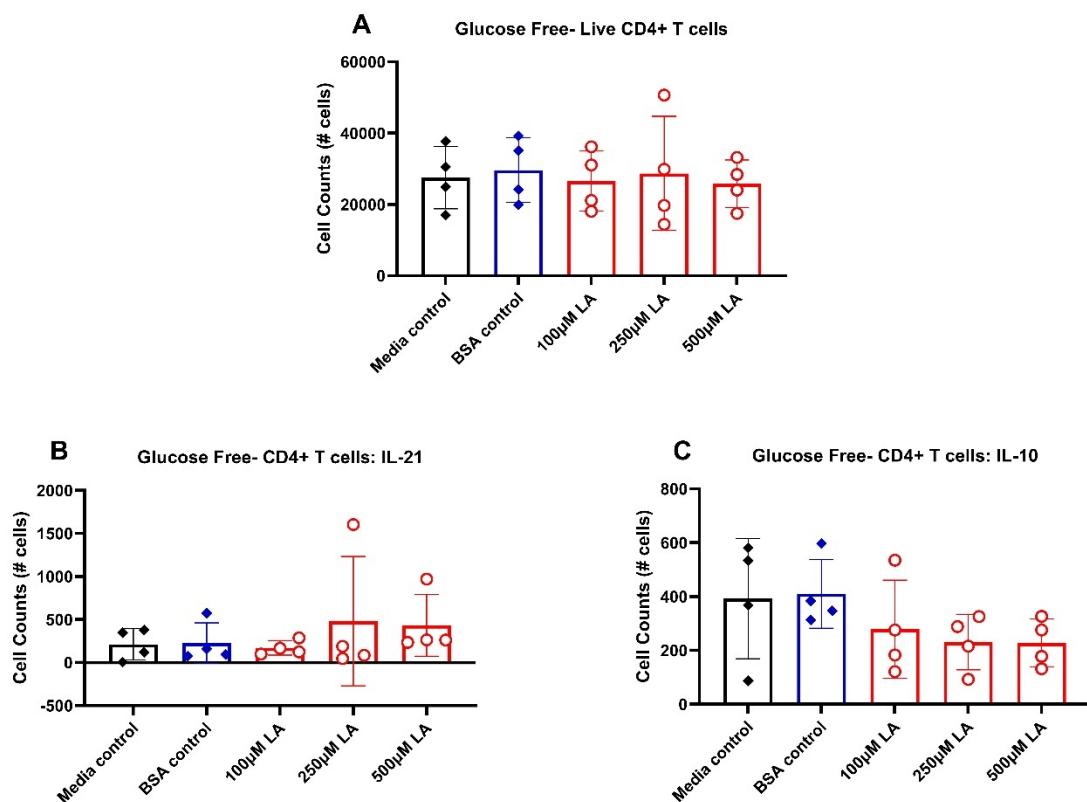 A
Glucose Free- Live CD4+ T cells
Cell Counts (# cells)
60000
40000
20000
0
Media control
BSA control
100µM LA
250µM LA
500µM LA
B
Glucose Free- CD4+ T cells: IL-21
Cell Counts (# cells)
2000
1500
1000
500
0
-500
Media control
BSA control
100µM LA
250µM LA
500µM LA
C
Glucose Free- CD4+ T cells: IL-10
Cell Counts (# cells)
800
600
400
200
0
Media control
BSA control
100µM LA
250µM LA
500µM LA